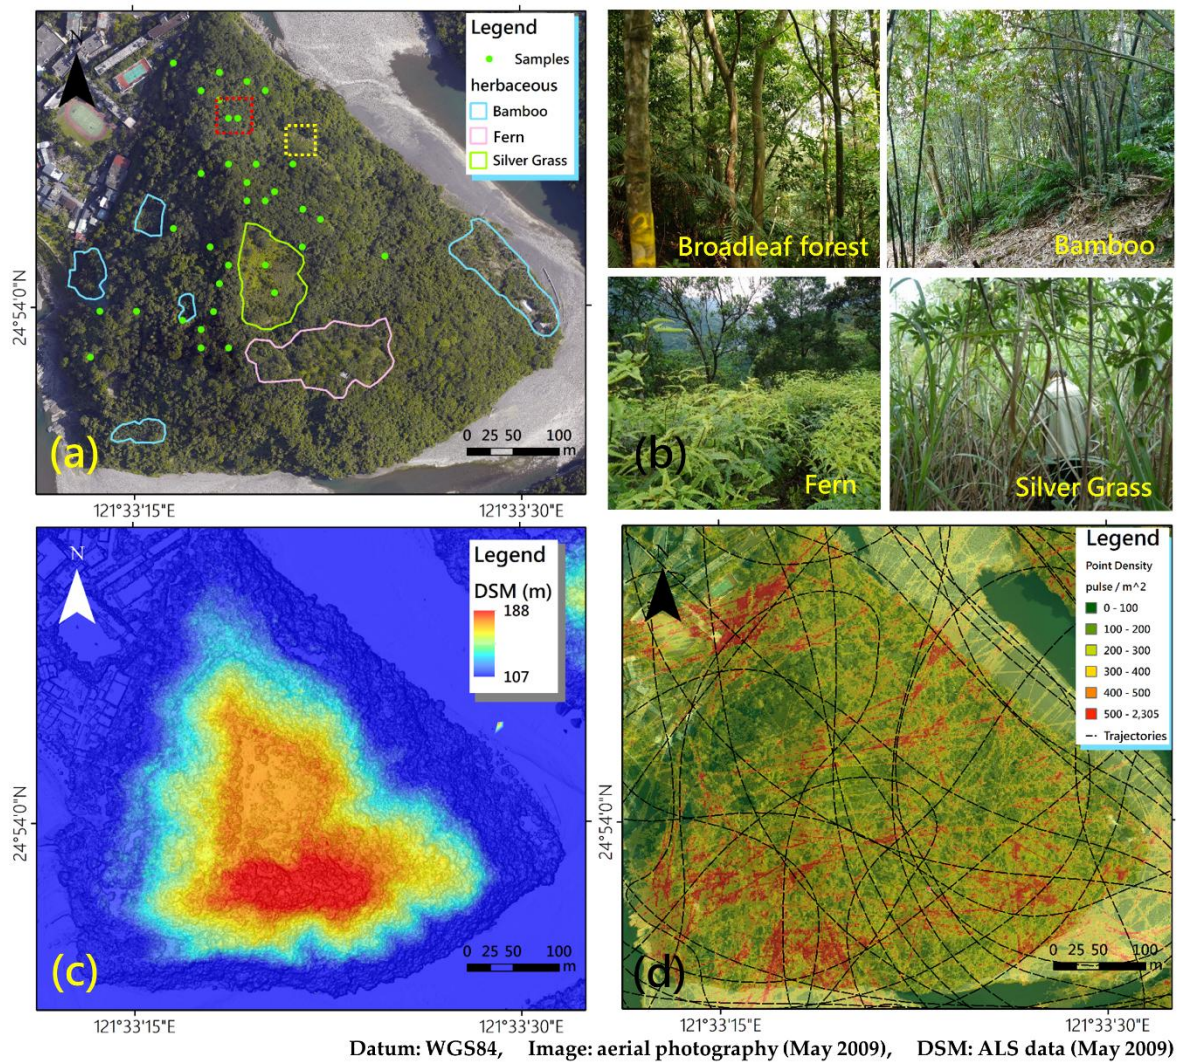 N
Legend
Samples
herbaceous
Bamboo
Fern
Silver Grass
24°54'0"N
(a)
0 25 50 100
m
121°33'15"E
121°33'30"E
Broadleaf forest
Bamboo
(b)
Fern
Silver Grass
N
Legend
DSM (m)
188
107
24°54'0"N
(c)
0 25 50 100
m
121°33'15"E
121°33'30"E
N
Legend
Point Density
pulse / m^2
0 - 100
100 - 200
200 - 300
300 - 400
400 - 500
500 - 2,305
Trajectories
24°54'0"N
(d)
0 25 50 100
m
121°33'15"E
121°33'30"E
Datum: WGS84, Image: aerial photography (May 2009), DSM: ALS data (May 2009)